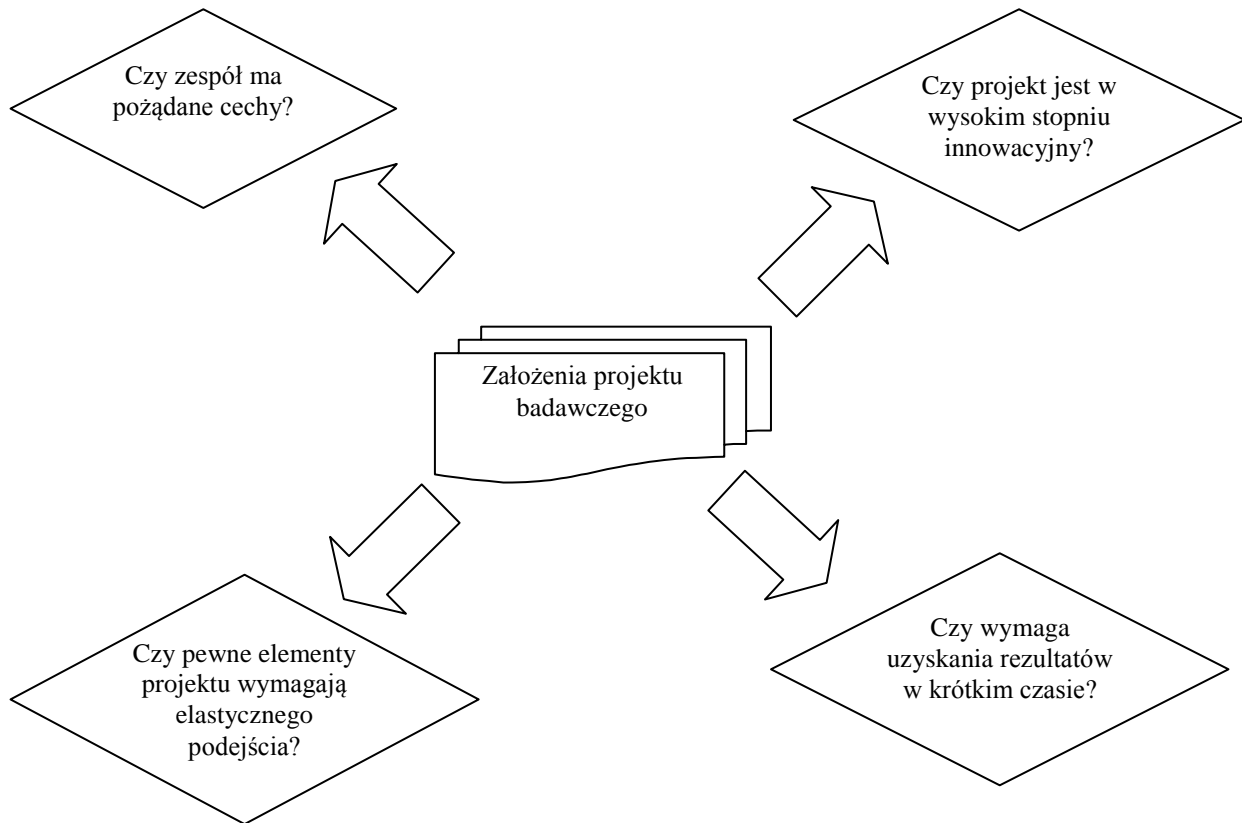 Czy zespół ma
pożądane cechy?
Czy projekt jest w
wysokim stopniu
innowacyjny?
Założenia projektu
badawczego
Czy pewne elementy
projektu wymagają
elastycznego
podejścia?
Czy wymaga
uzyskania rezultatów
w krótkim czasie?